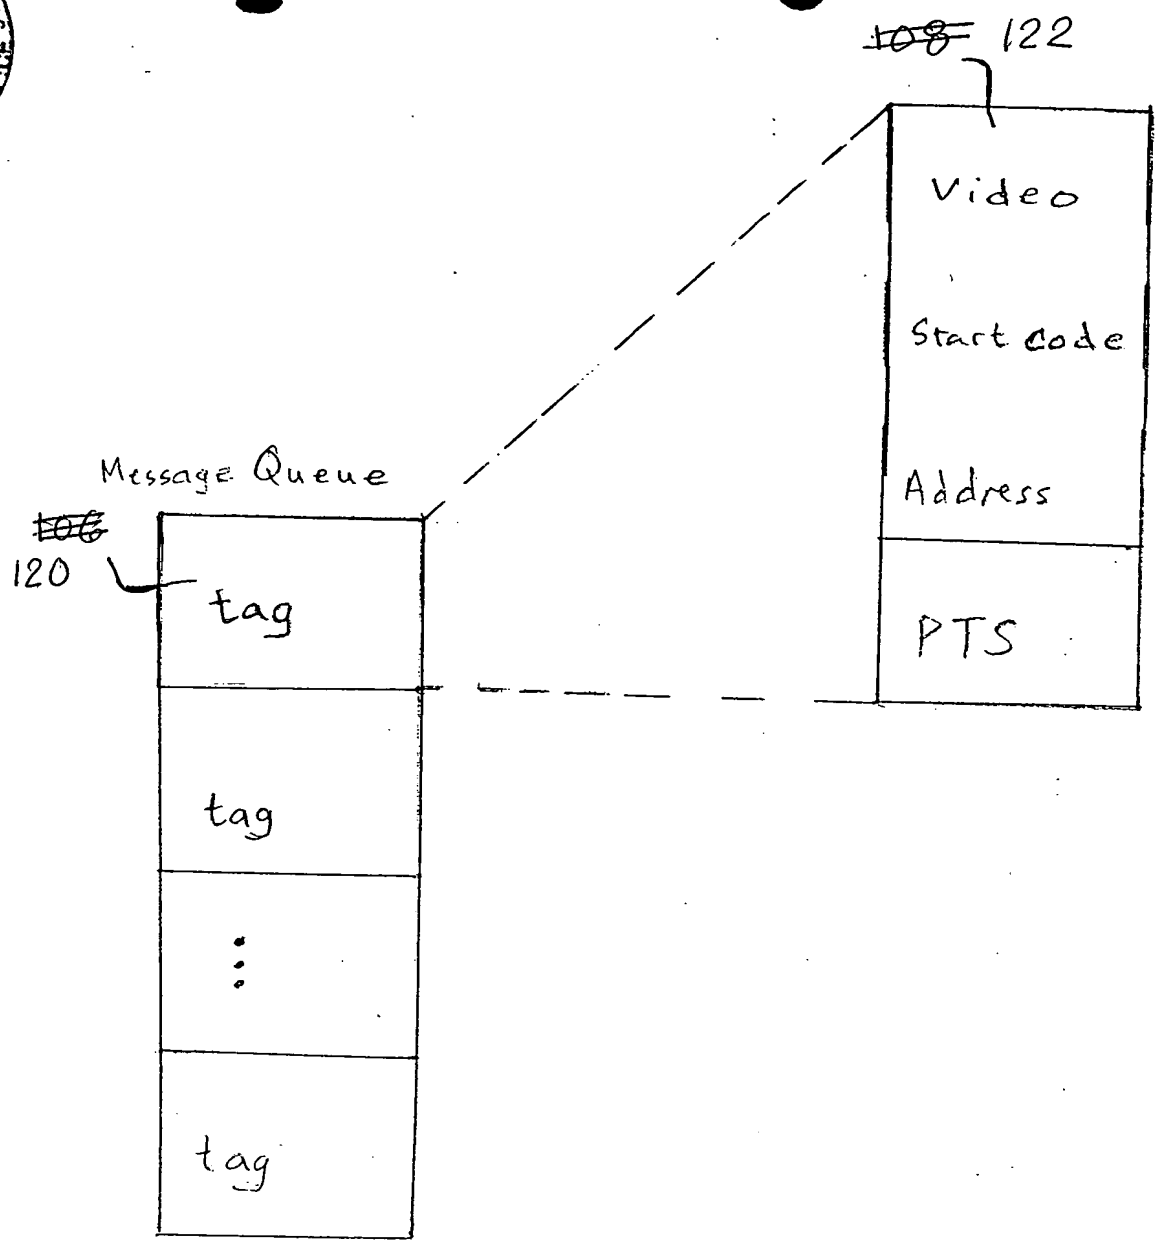 108 122
Video
Start code
Address
PTS
Message Queue
106
120
tag
tag
⋮
tag